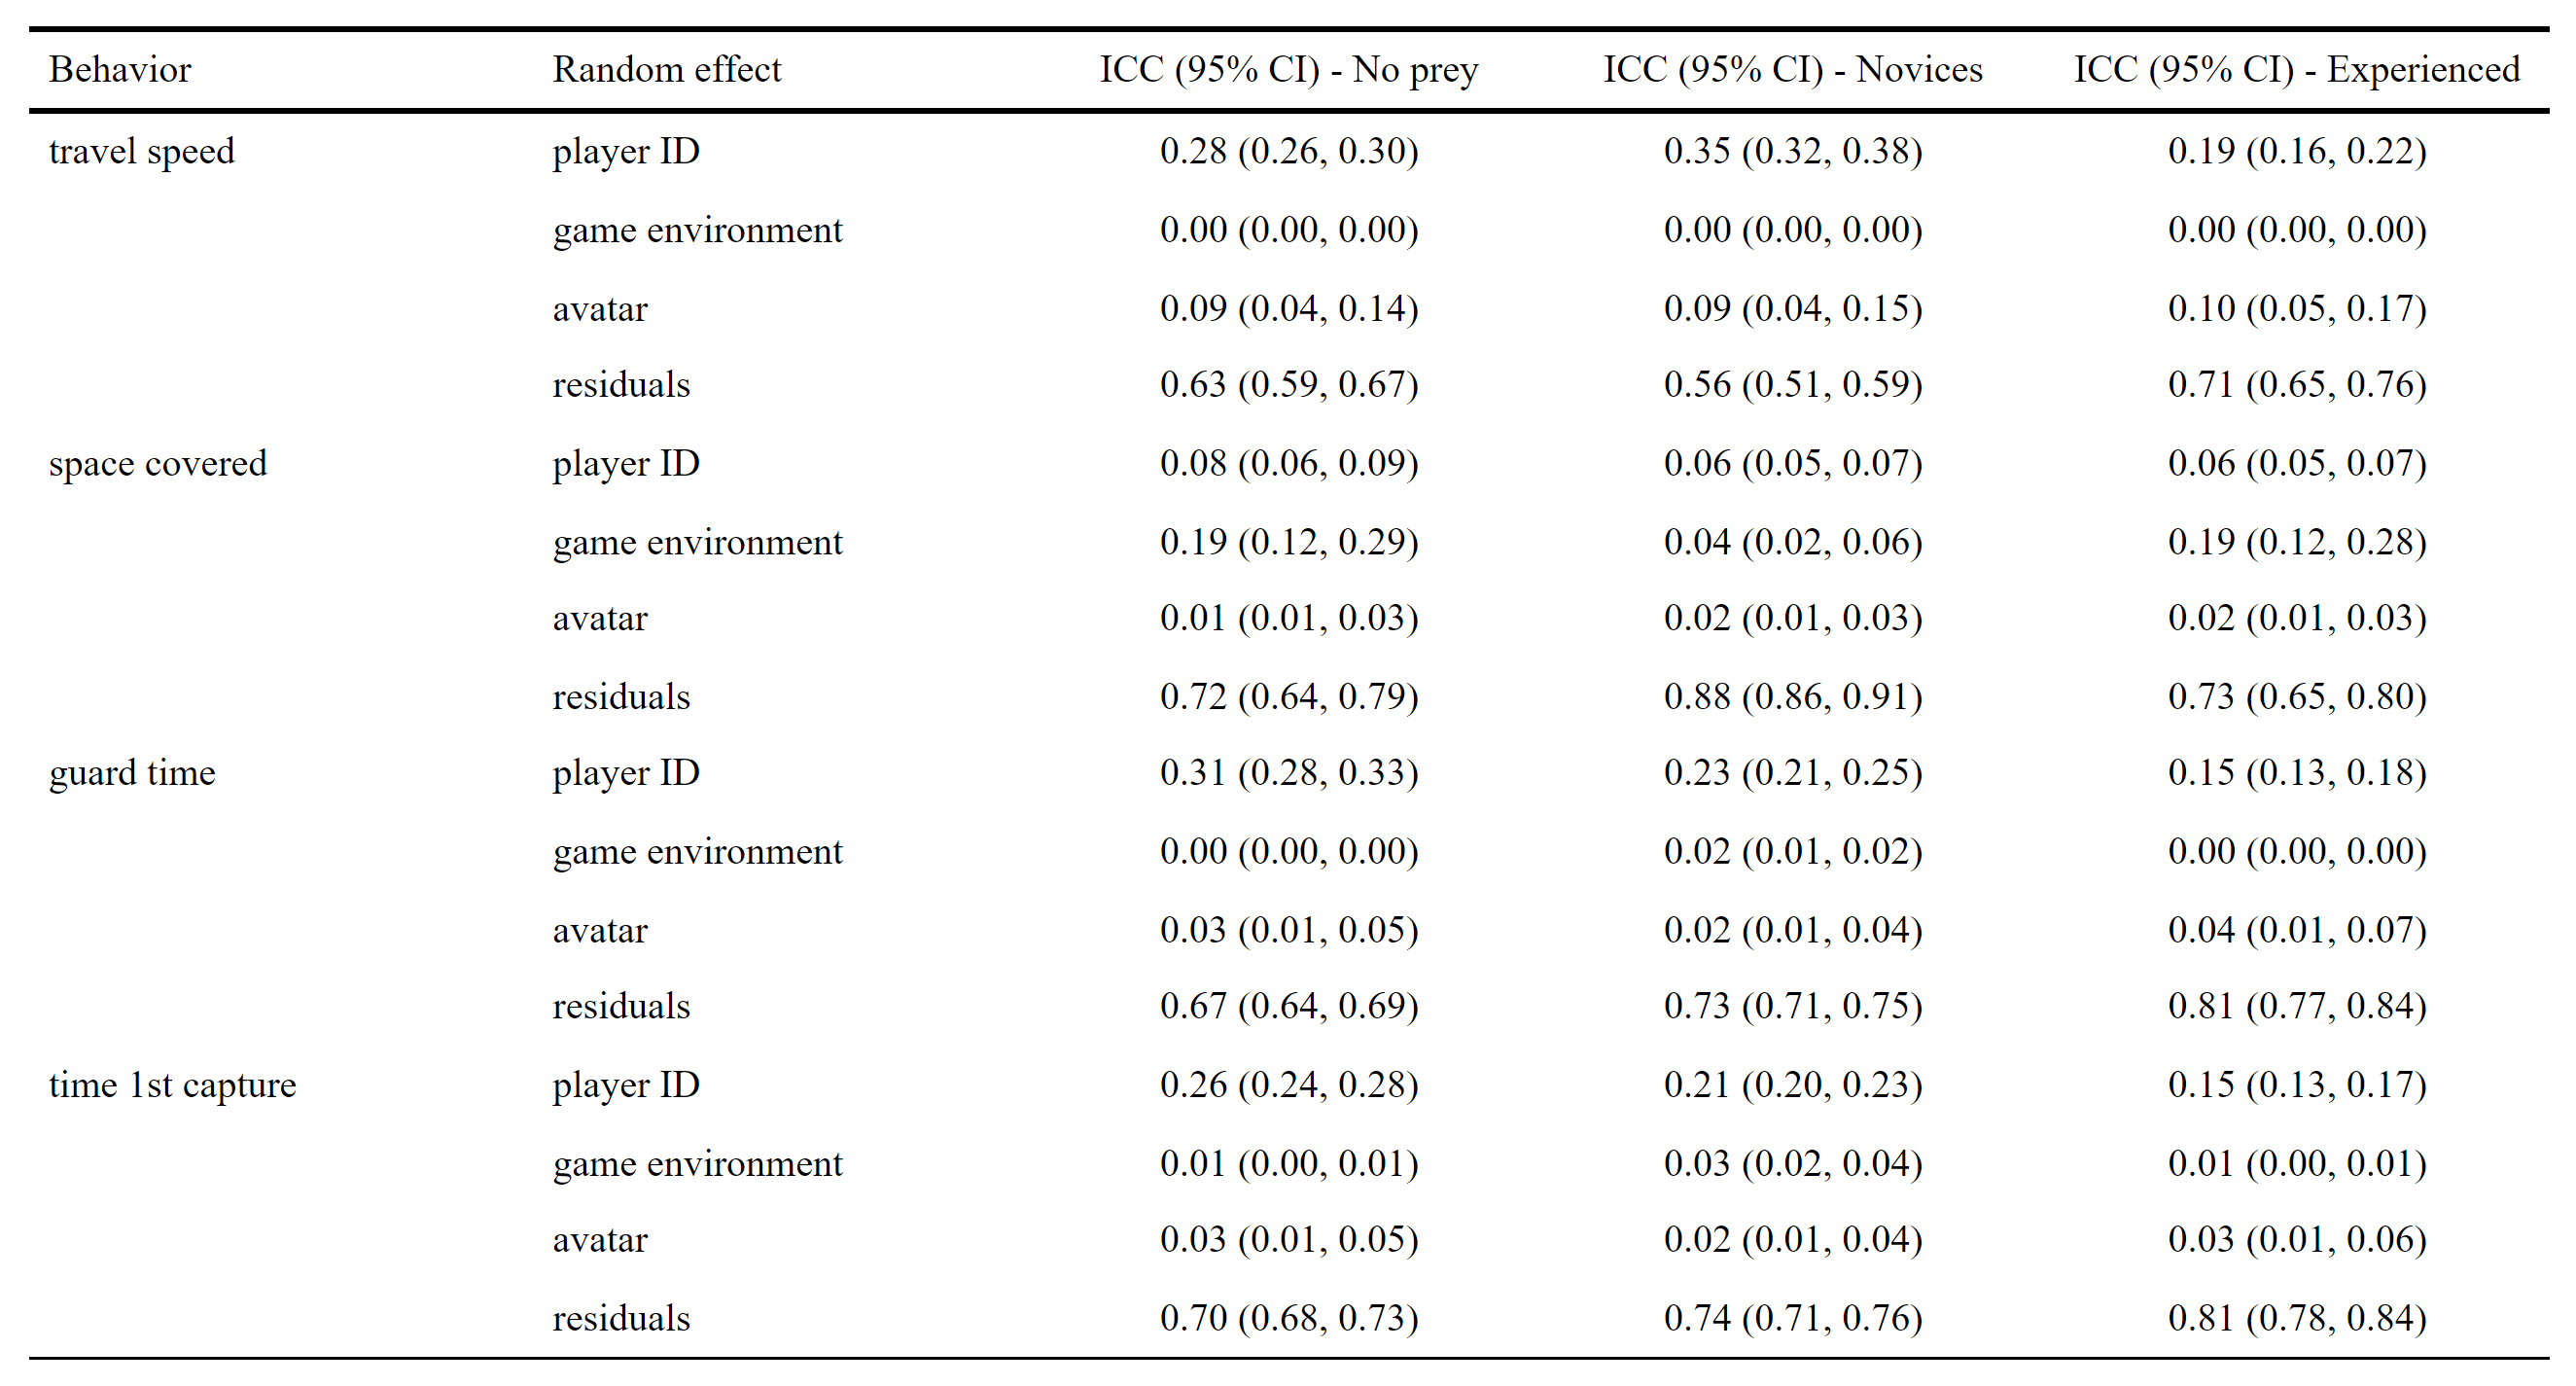 Behavior Random effect ICC (95% CI) - No prey ICC (95% CI) - Novices ICC (95% CI) - Experienced
travel speed player ID 0.28 (0.26, 0.30) 0.35 (0.32, 0.38) 0.19 (0.16, 0.22)
game environment 0.00 (0.00, 0.00) 0.00 (0.00, 0.00) 0.00 (0.00, 0.00)
avatar 0.09 (0.04, 0.14) 0.09 (0.04, 0.15) 0.10 (0.05, 0.17)
residuals 0.63 (0.59, 0.67) 0.56 (0.51, 0.59) 0.71 (0.65, 0.76)
space covered player ID 0.08 (0.06, 0.09) 0.06 (0.05, 0.07) 0.06 (0.05, 0.07)
game environment 0.19 (0.12, 0.29) 0.04 (0.02, 0.06) 0.19 (0.12, 0.28)
avatar 0.01 (0.01, 0.03) 0.02 (0.01, 0.03) 0.02 (0.01, 0.03)
residuals 0.72 (0.64, 0.79) 0.88 (0.86, 0.91) 0.73 (0.65, 0.80)
guard time player ID 0.31 (0.28, 0.33) 0.23 (0.21, 0.25) 0.15 (0.13, 0.18)
game environment 0.00 (0.00, 0.00) 0.02 (0.01, 0.02) 0.00 (0.00, 0.00)
avatar 0.03 (0.01, 0.05) 0.02 (0.01, 0.04) 0.04 (0.01, 0.07)
residuals 0.67 (0.64, 0.69) 0.73 (0.71, 0.75) 0.81 (0.77, 0.84)
time 1st capture player ID 0.26 (0.24, 0.28) 0.21 (0.20, 0.23) 0.15 (0.13, 0.17)
game environment 0.01 (0.00, 0.01) 0.03 (0.02, 0.04) 0.01 (0.00, 0.01)
avatar 0.03 (0.01, 0.05) 0.02 (0.01, 0.04) 0.03 (0.01, 0.06)
residuals 0.70 (0.68, 0.73) 0.74 (0.71, 0.76) 0.81 (0.78, 0.84)